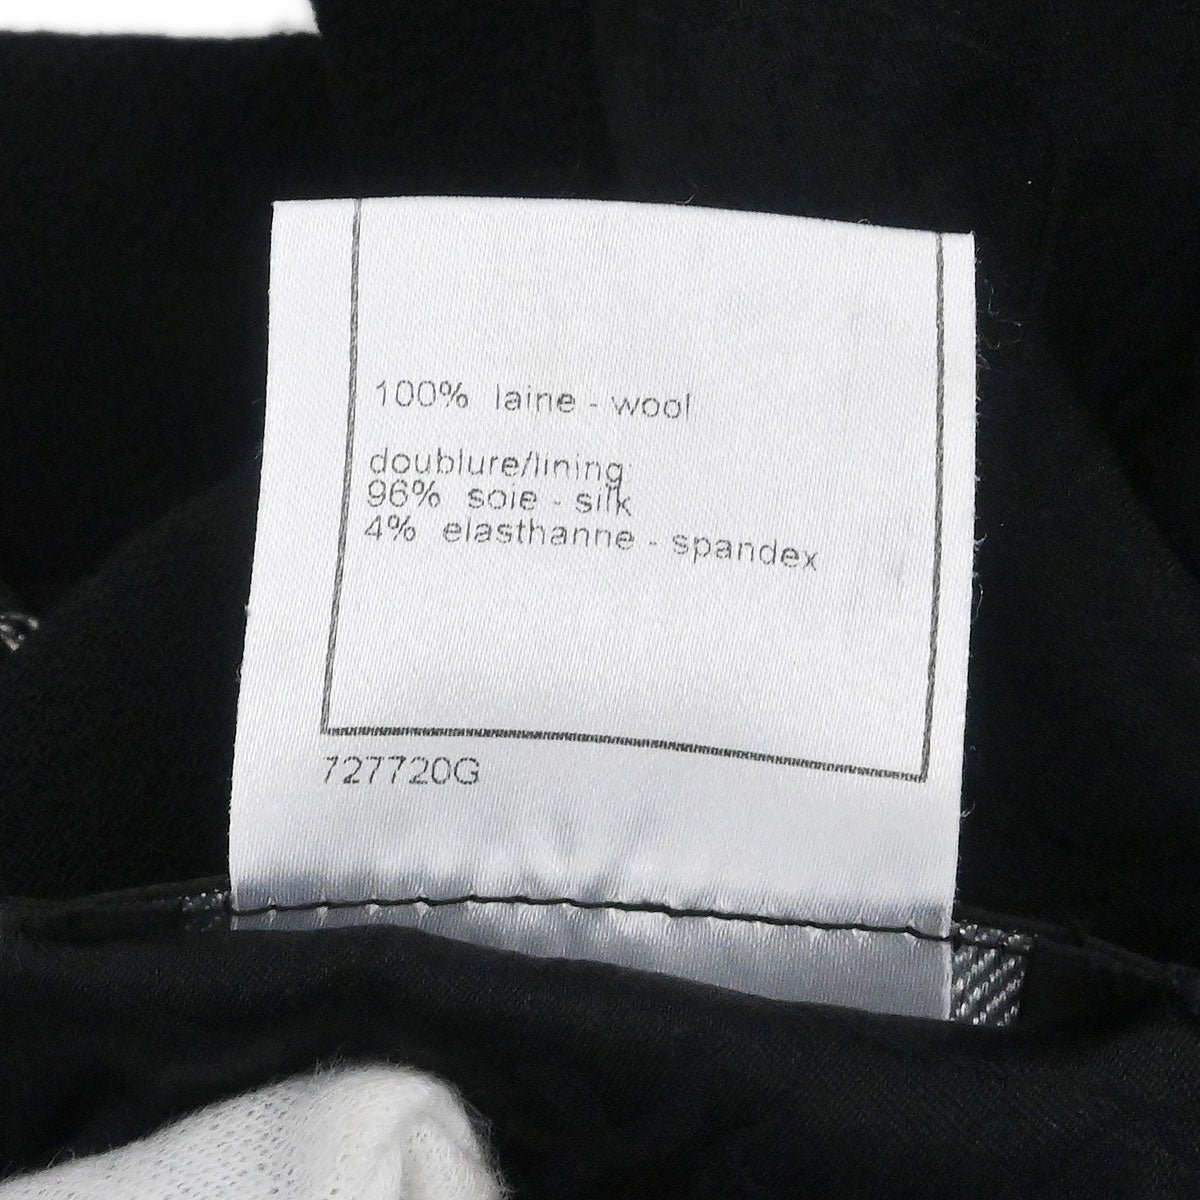 100% laine - wool
doublure/lining:
96% soie - silk
4% elasthanne - spandex
727720G